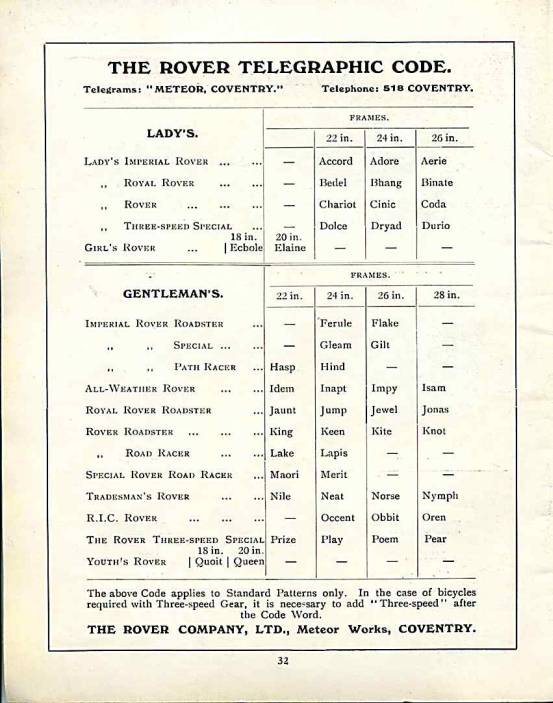 THE ROVER TELEGRAPHIC CODE.
Telegrams: "METEOR, COVENTRY." Telephone: 518 COVENTRY.
LADY'S. FRAMES.
22 in. 24 in. 26 in.
LADY'S IMPERIAL ROVER ... ... — Accord Adore Aerie
„ ROYAL ROVER ... ... — Bedel Bhang Binate
„ ROVER ... ... ... — Chariot Cinic Coda
„ THREE-SPEED SPECIAL ... — Dolce Dryad Durio
18 in. 20 in.
GIRL'S ROVER ... | Ecbole Elaine — — —
GENTLEMAN'S. FRAMES.
22 in. 24 in. 26 in. 28 in.
IMPERIAL ROVER ROADSTER ... — Ferule Flake —
„ „ SPECIAL ... ... — Gleam Gilt —
„ „ PATH RACER ... Hasp Hind — —
ALL-WEATHER ROVER ... ... Idem Inapt Impy Isam
ROYAL ROVER ROADSTER ... Jaunt Jump Jewel Jonas
ROVER ROADSTER ... ... ... King Keen Kite Knot
„ ROAD RACER ... ... Lake Lapis — —
SPECIAL ROVER ROAD RACER ... Maori Merit — —
TRADESMAN'S ROVER ... ... Nile Neat Norse Nymph
R.I.C. ROVER ... ... ... — Occent Obbit Oren
THE ROVER THREE-SPEED SPECIAL Prize Play Poem Pear
18 in. 20 in.
YOUTH'S ROVER | Quoit | Queen — — — —
The above Code applies to Standard Patterns only. In the case of bicycles
required with Three-speed Gear, it is necessary to add "Three-speed" after
the Code Word.
THE ROVER COMPANY, LTD., Meteor Works, COVENTRY.
32